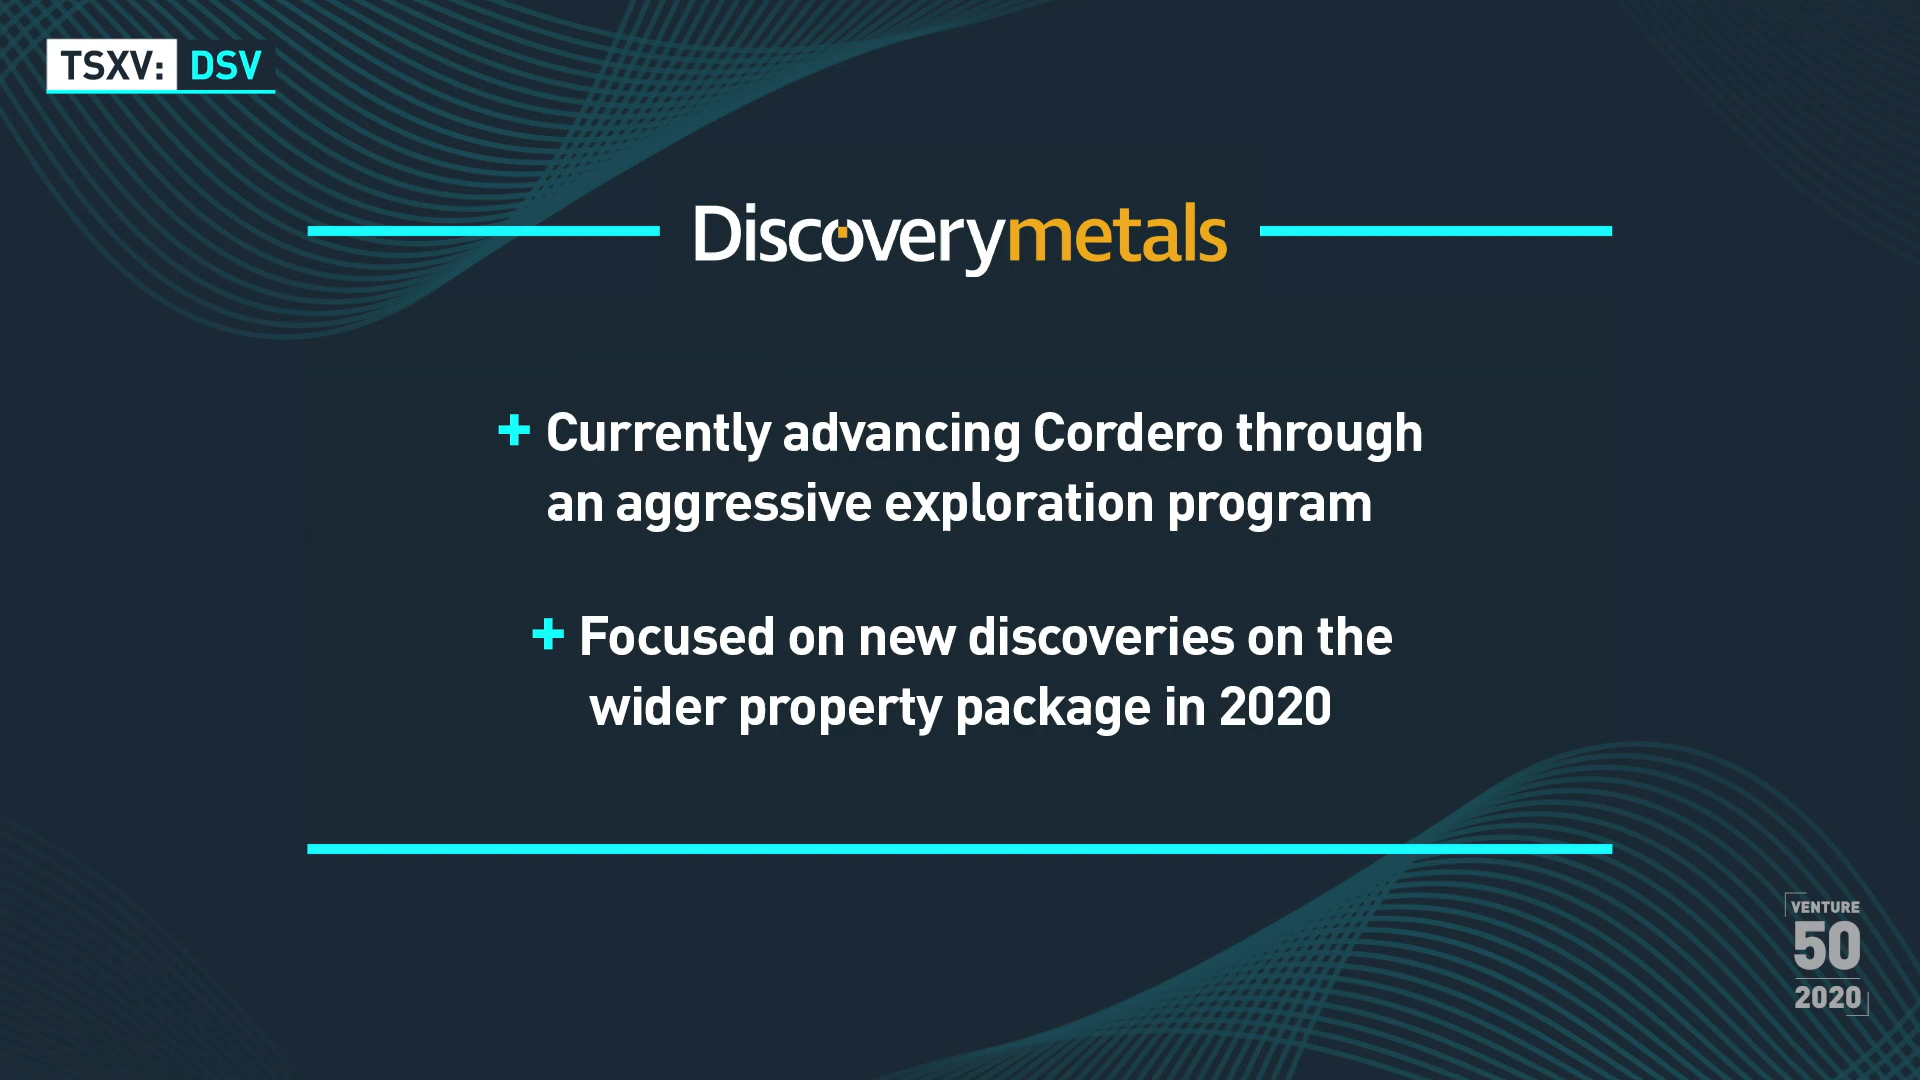 TSXV: DSV
Discoverymetals
+ Currently advancing Cordero through
an aggressive exploration program
+ Focused on new discoveries on the
wider property package in 2020
VENTURE
50
2020